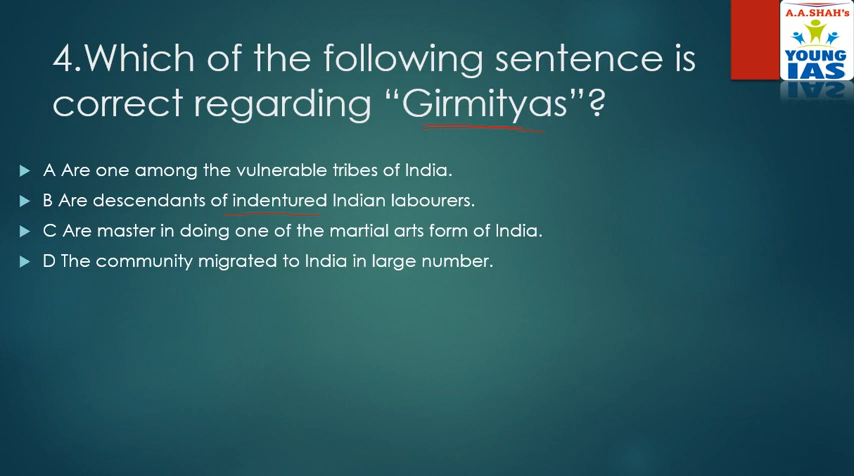 A.A.SHAH's
YOUNG
IAS
4.Which of the following sentence is
correct regarding “Girmityas”?
A Are one among the vulnerable tribes of India.
B Are descendants of indentured Indian labourers.
C Are master in doing one of the martial arts form of India.
D The community migrated to India in large number.